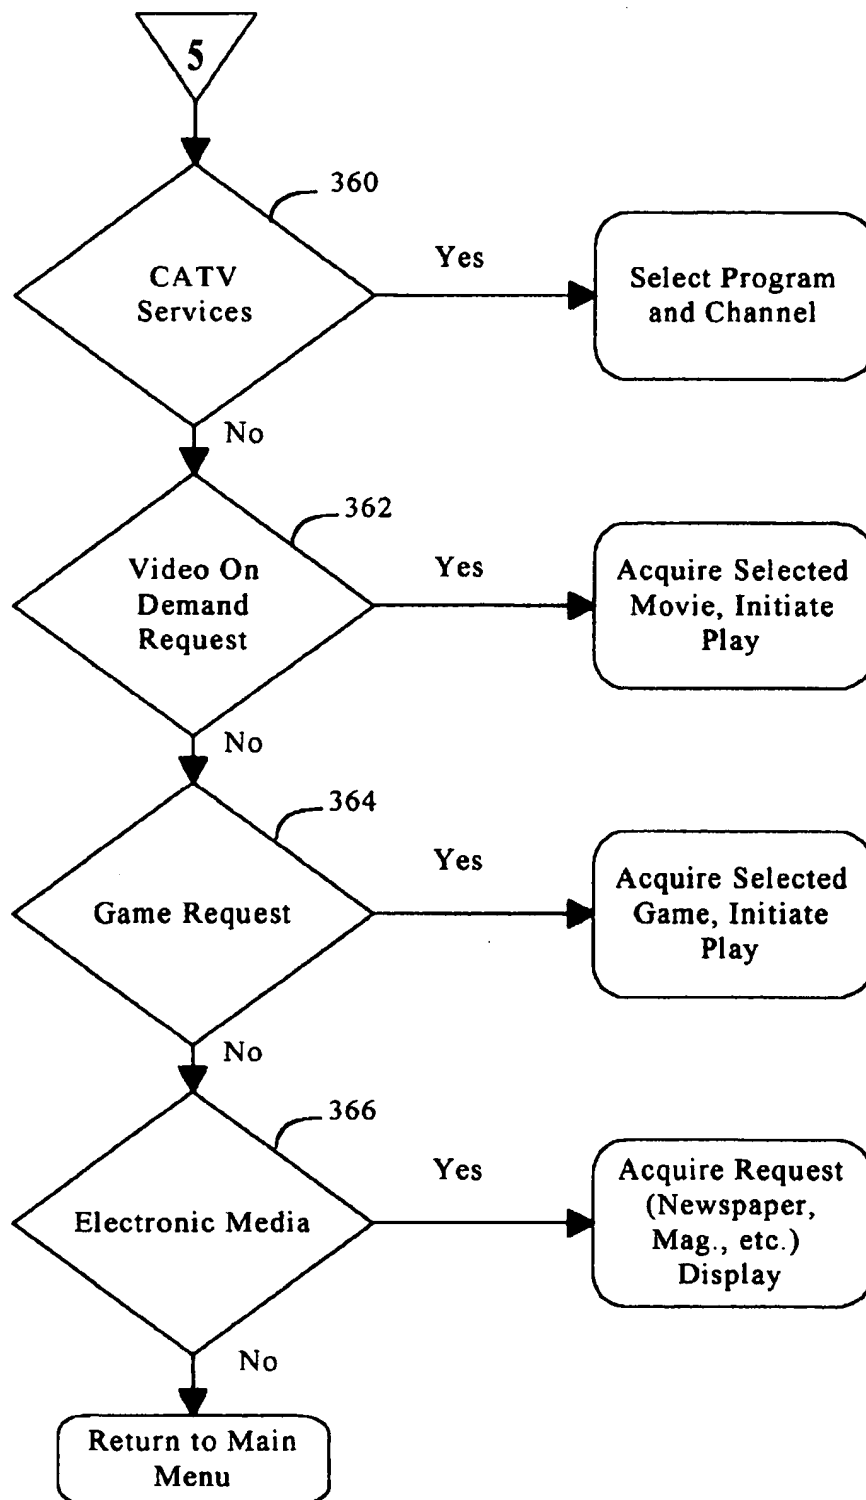 5
360
CATV
Services
Yes
Select Program
and Channel
No
362
Video On
Demand
Request
Yes
Acquire Selected
Movie, Initiate
Play
No
364
Game Request
Yes
Acquire Selected
Game, Initiate
Play
No
366
Electronic Media
Yes
Acquire Request
(Newspaper,
Mag., etc.)
Display
No
Return to Main
Menu